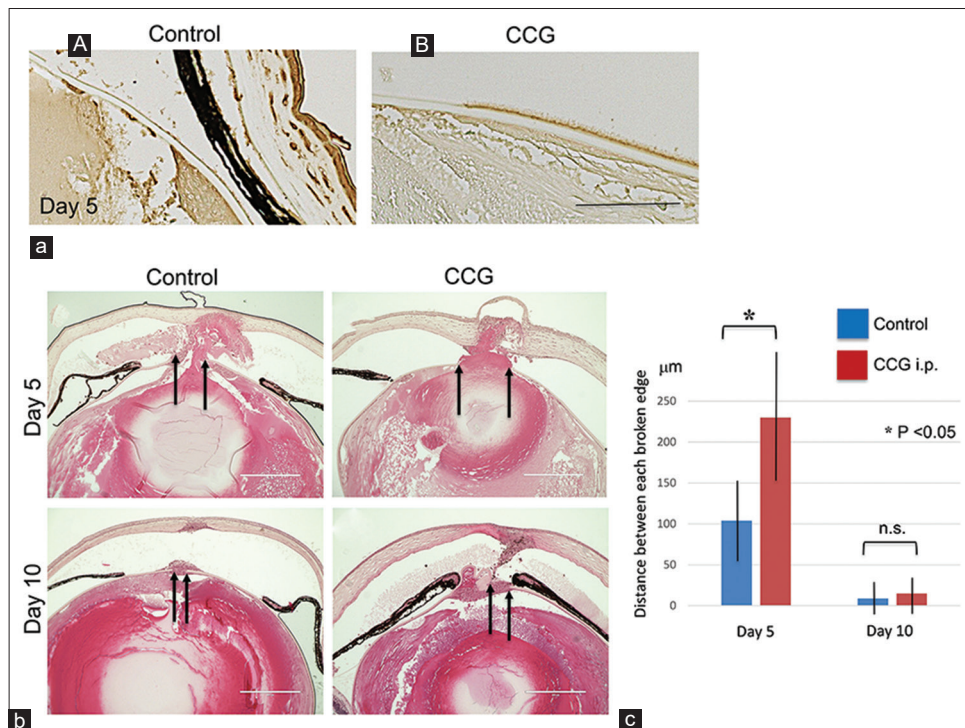 Control CCG
A B
Day 5
a
Control CCG
Day 5
Day 10
b
Control
CCG i.p.
* P <0.05
*
n.s.
μm
Distance between each broken edge
250
200
150
100
50
0
Day 5 Day 10
c